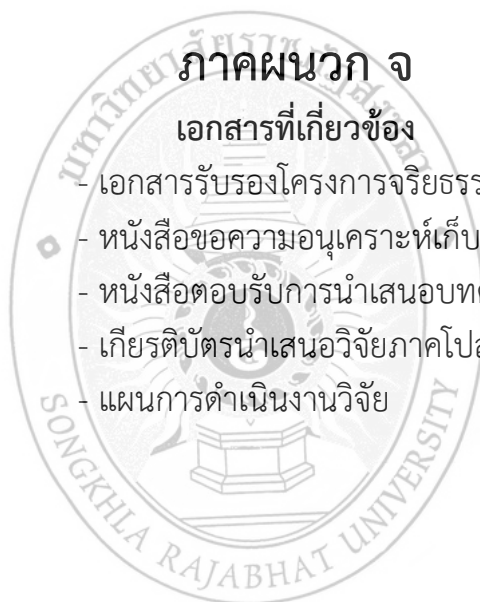 ภาคผนวก จ
เอกสารที่เกี่ยวข้อง
- เอกสารรับรองโครงการจริยธรร
- หนังสือขอความอนุเคราะห์เก็บ
- หนังสือตอบรับการนำเสนอบท
- เกียรติบัตรนำเสนอวิจัยภาคโป
- แผนการดำเนินงานวิจัย
SONGKHLA RAJABHAT UNIVERSITY